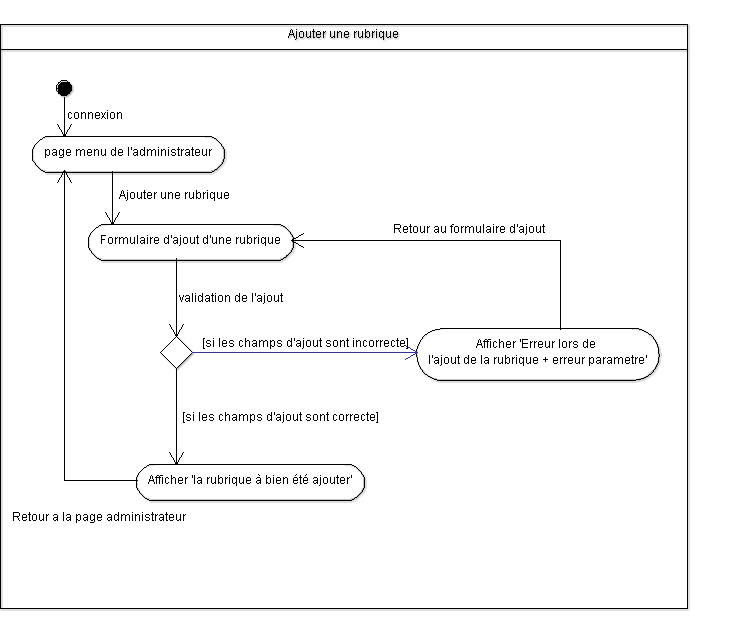 Ajouter une rubrique
connexion
page menu de l'administrateur
Ajouter une rubrique
Retour au formulaire d'ajout
Formulaire d'ajout d'une rubrique
validation de l'ajout
[si les champs d'ajout sont incorrecte]
Afficher 'Erreur lors de
l'ajout de la rubrique + erreur parametre'
[si les champs d'ajout sont correcte]
Afficher 'la rubrique à bien été ajouter'
Retour a la page administrateur